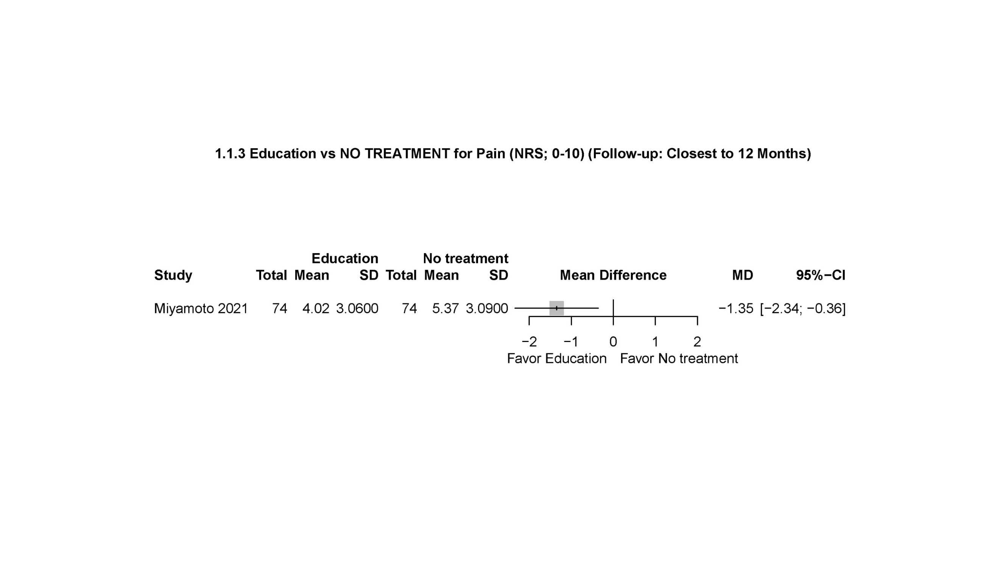 1.1.3 Education vs NO TREATMENT for Pain (NRS; 0-10) (Follow-up: Closest to 12 Months)
Education No treatment
Study Total Mean SD Total Mean SD Mean Difference MD 95%−CI
Miyamoto 2021 74 4.02 3.0600 74 5.37 3.0900 −1.35 [−2.34; −0.36]
−2 −1 0 1 2
Favor Education Favor No treatment